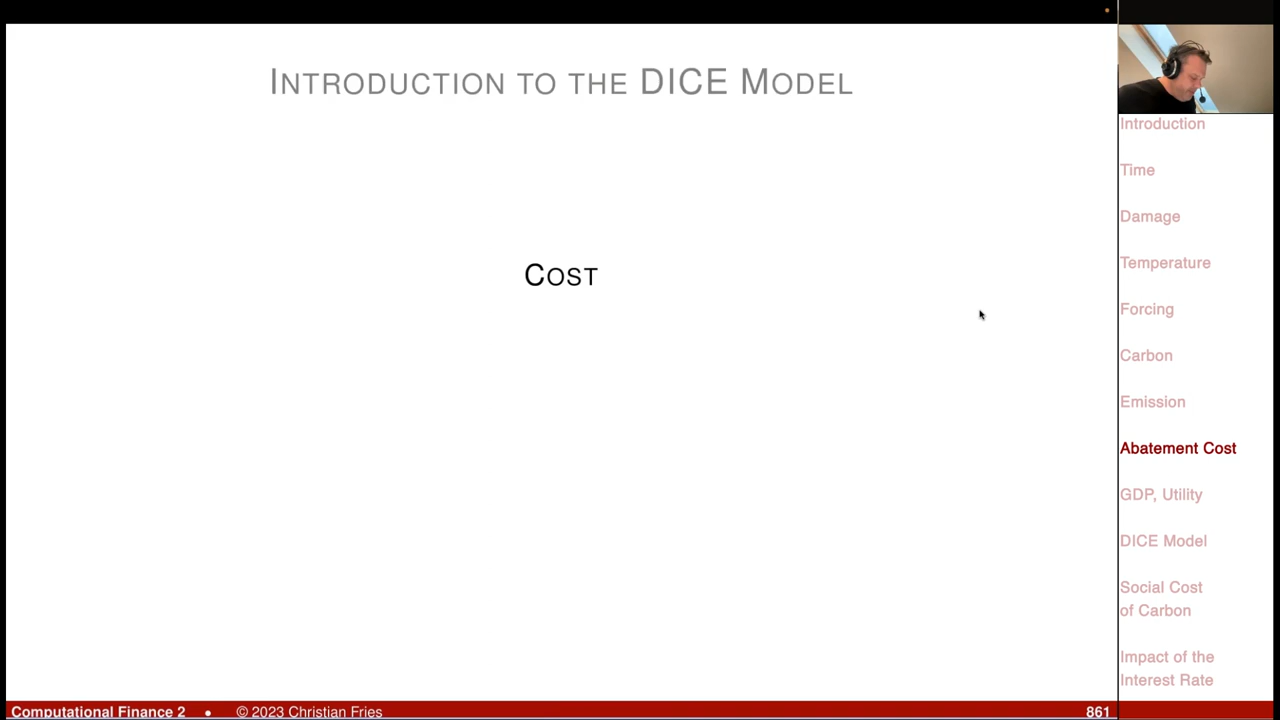 INTRODUCTION TO THE DICE MODEL
COST
Introduction
Time
Damage
Temperature
Forcing
Carbon
Emission
Abatement Cost
GDP, Utility
DICE Model
Social Cost
of Carbon
Impact of the
Interest Rate
Computational Finance 2 • © 2023 Christian Fries 861